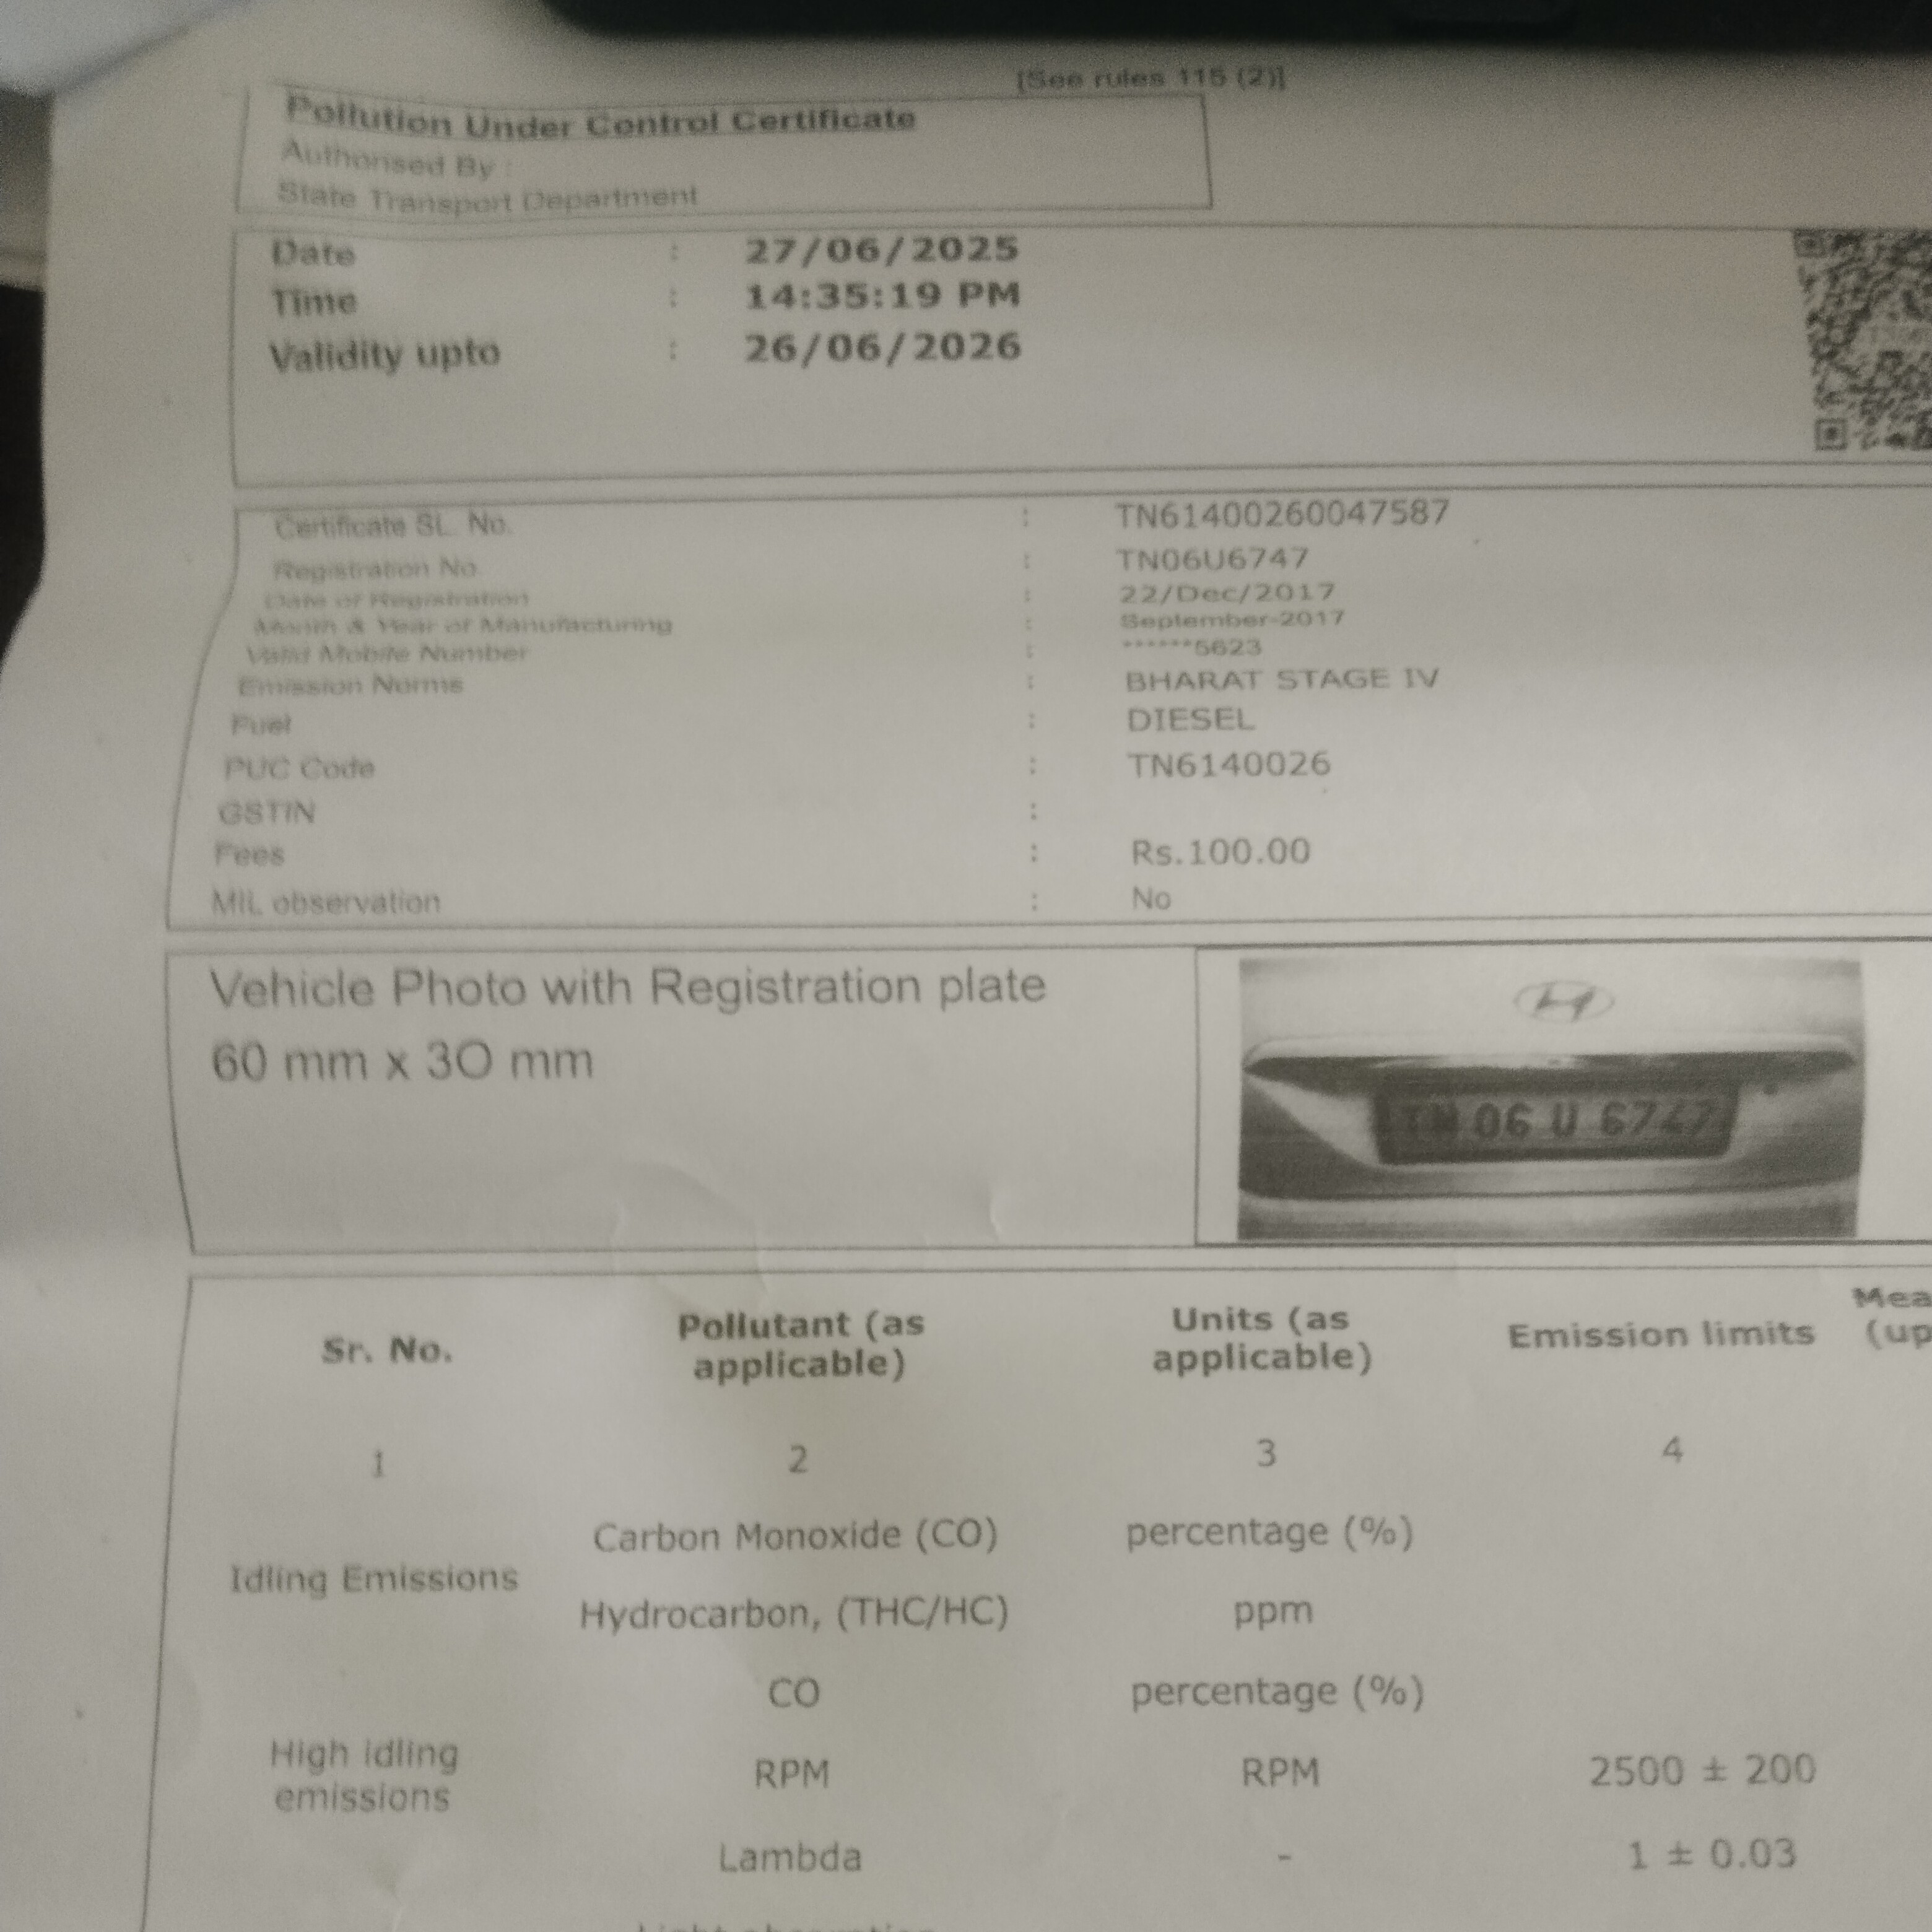 [See rules 115 (2)]
Pollution Under Control Certificate
Authorised By :
State Transport Department
Date : 27/06/2025
Time : 14:35:19 PM
Validity upto : 26/06/2026
Certificate SL. No. : TN61400260047587
Registration No. : TN06U6747
Date of Registration : 22/Dec/2017
Month & Year of Manufacturing : September-2017
Valid Mobile Number : ******5623
Emission Norms : BHARAT STAGE IV
Fuel : DIESEL
PUC Code : TN6140026
GSTIN :
Fees : Rs.100.00
MIL observation : No
Vehicle Photo with Registration plate
60 mm x 30 mm
TN 06 U 6747
Sr. No. Pollutant (as applicable) Units (as applicable) Emission limits Mea
(up
1 2 3 4
Idling Emissions Carbon Monoxide (CO) percentage (%)
Hydrocarbon, (THC/HC) ppm
High idling emissions CO percentage (%)
RPM RPM 2500 ± 200
Lambda - 1 ± 0.03